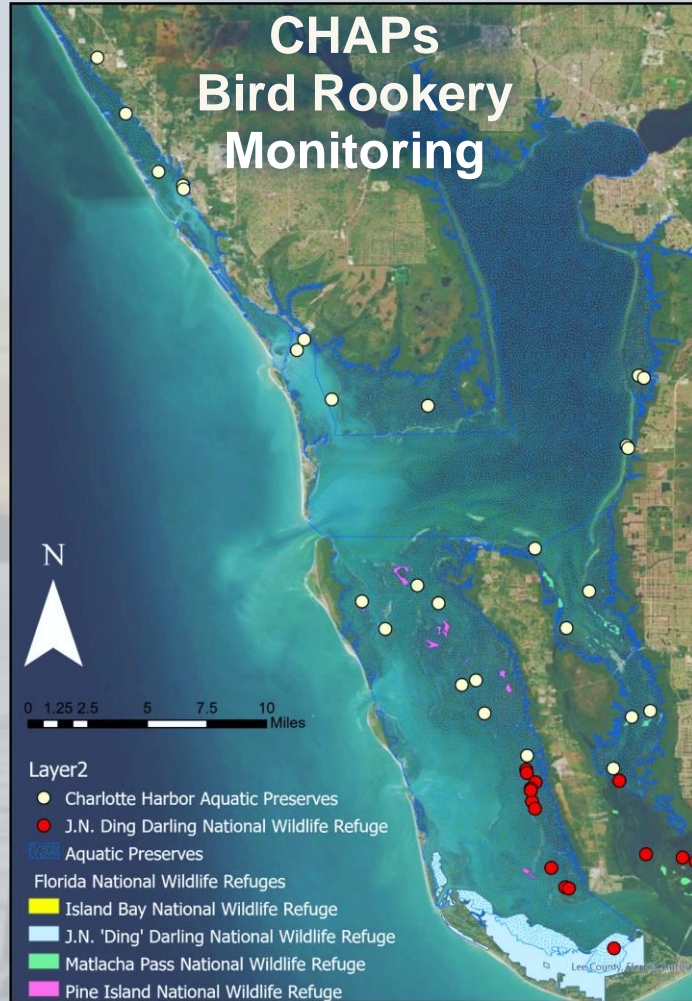 CHAPs
Bird Rookery
Monitoring
N
0 1.25 2.5 5 7.5 10
Miles
Layer2
Charlotte Harbor Aquatic Preserves
J.N. Ding Darling National Wildlife Refuge
Aquatic Preserves
Florida National Wildlife Refuges
Island Bay National Wildlife Refuge
J.N. 'Ding' Darling National Wildlife Refuge
Matlacha Pass National Wildlife Refuge
Pine Island National Wildlife Refuge
Lee County,